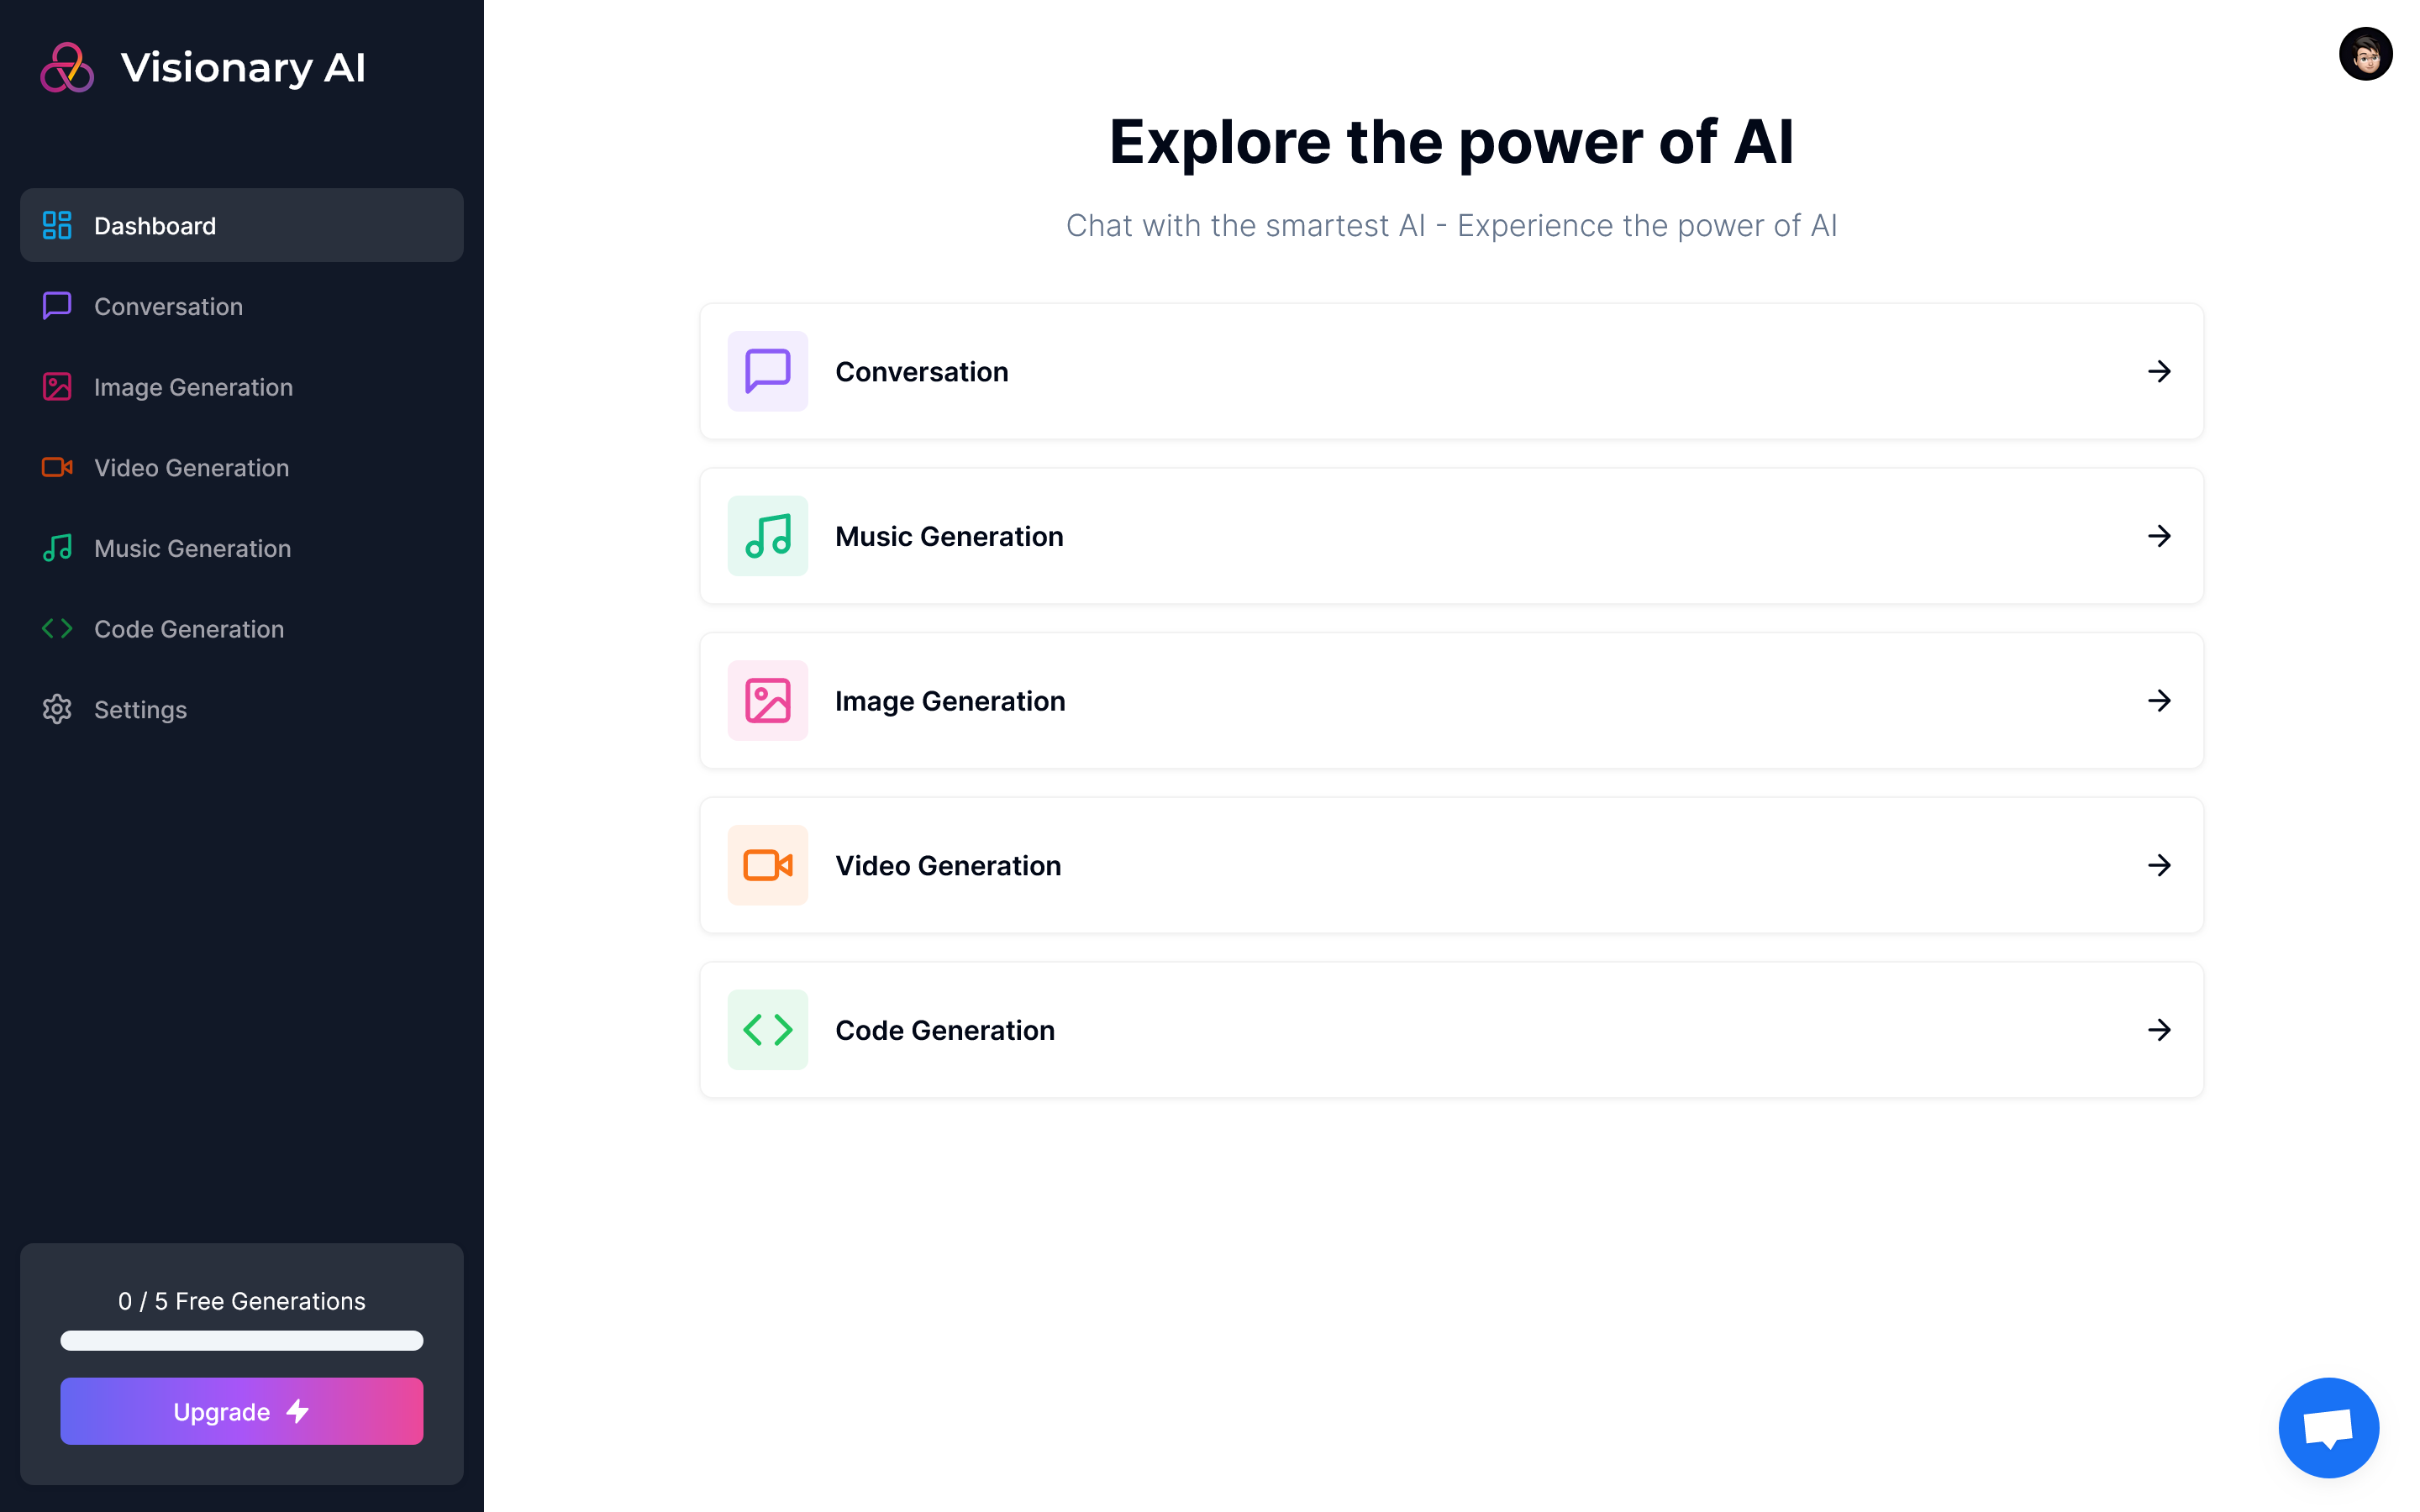 Visionary AI
Dashboard
Conversation
Image Generation
Video Generation
Music Generation
Code Generation
Settings
0 / 5 Free Generations
Upgrade
Explore the power of AI
Chat with the smartest AI - Experience the power of AI
Conversation
Music Generation
Image Generation
Video Generation
Code Generation